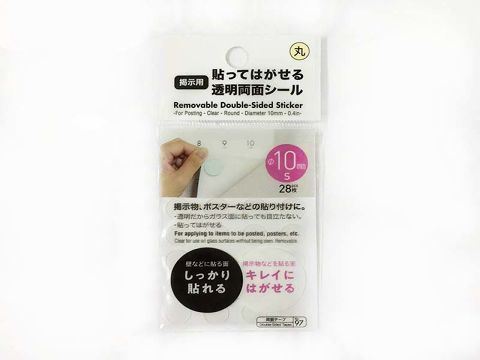 丸
掲示用
貼ってはがせる
透明両面シール
Removable Double-Sided Sticker
-For Posting - Clear - Round - Diameter 10mm - 0.4in-
8 9 10
φ10mm
S
28枚
掲示物、ポスターなどの貼り付けに。
・透明だからガラス面に貼っても目立たない。
・貼ってはがせる
For applying to items to be posted, posters, etc.
Clear for use w/ glass surfaces without being seen. Removable.
壁などに貼る面
しっかり
貼れる
掲示物などを貼る面
キレイに
はがせる
両面テープ
Double-Sided Tapes
97